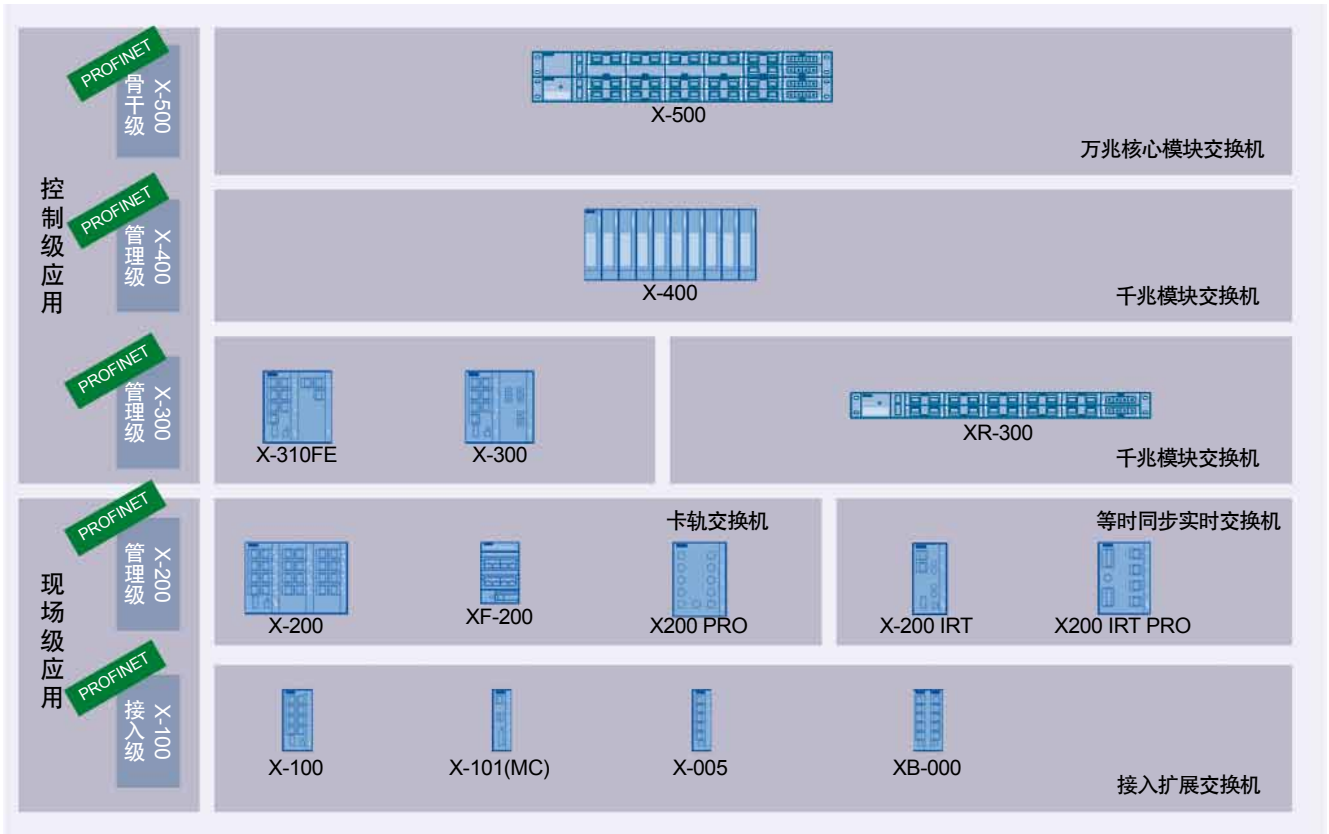 控制级应用
PROFINET
X-500
骨干级
X-500
万兆核心模块交换机
PROFINET
X-400
管理级
X-400
千兆模块交换机
PROFINET
X-300
管理级
X-310FE
X-300
XR-300
千兆模块交换机
现场级应用
PROFINET
X-200
管理级
卡轨交换机
X-200
XF-200
X200 PRO
等时同步实时交换机
X-200 IRT
X200 IRT PRO
PROFINET
X-100
接入级
X-100
X-101(MC)
X-005
XB-000
接入扩展交换机